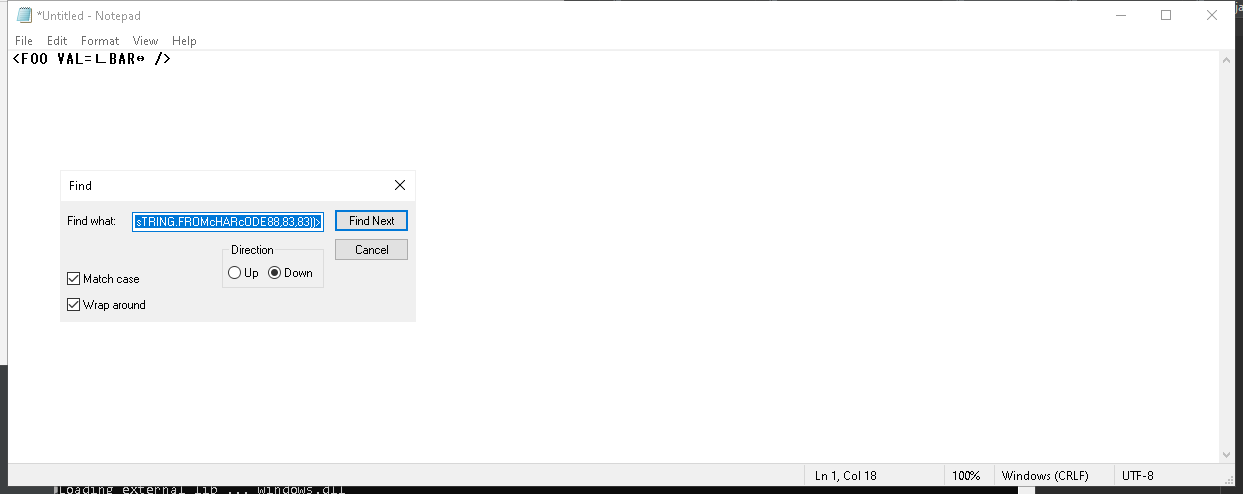 *Untitled - Notepad
File Edit Format View Help
<FOO VAL=∟BAR↔ />
Find
Find what: sTRING.FROMcHARcODE88,83,83))> Find Next
Direction Cancel
Up Down
Match case
Wrap around
Ln 1, Col 18 100% Windows (CRLF) UTF-8
Loading external lib ... windows.dll